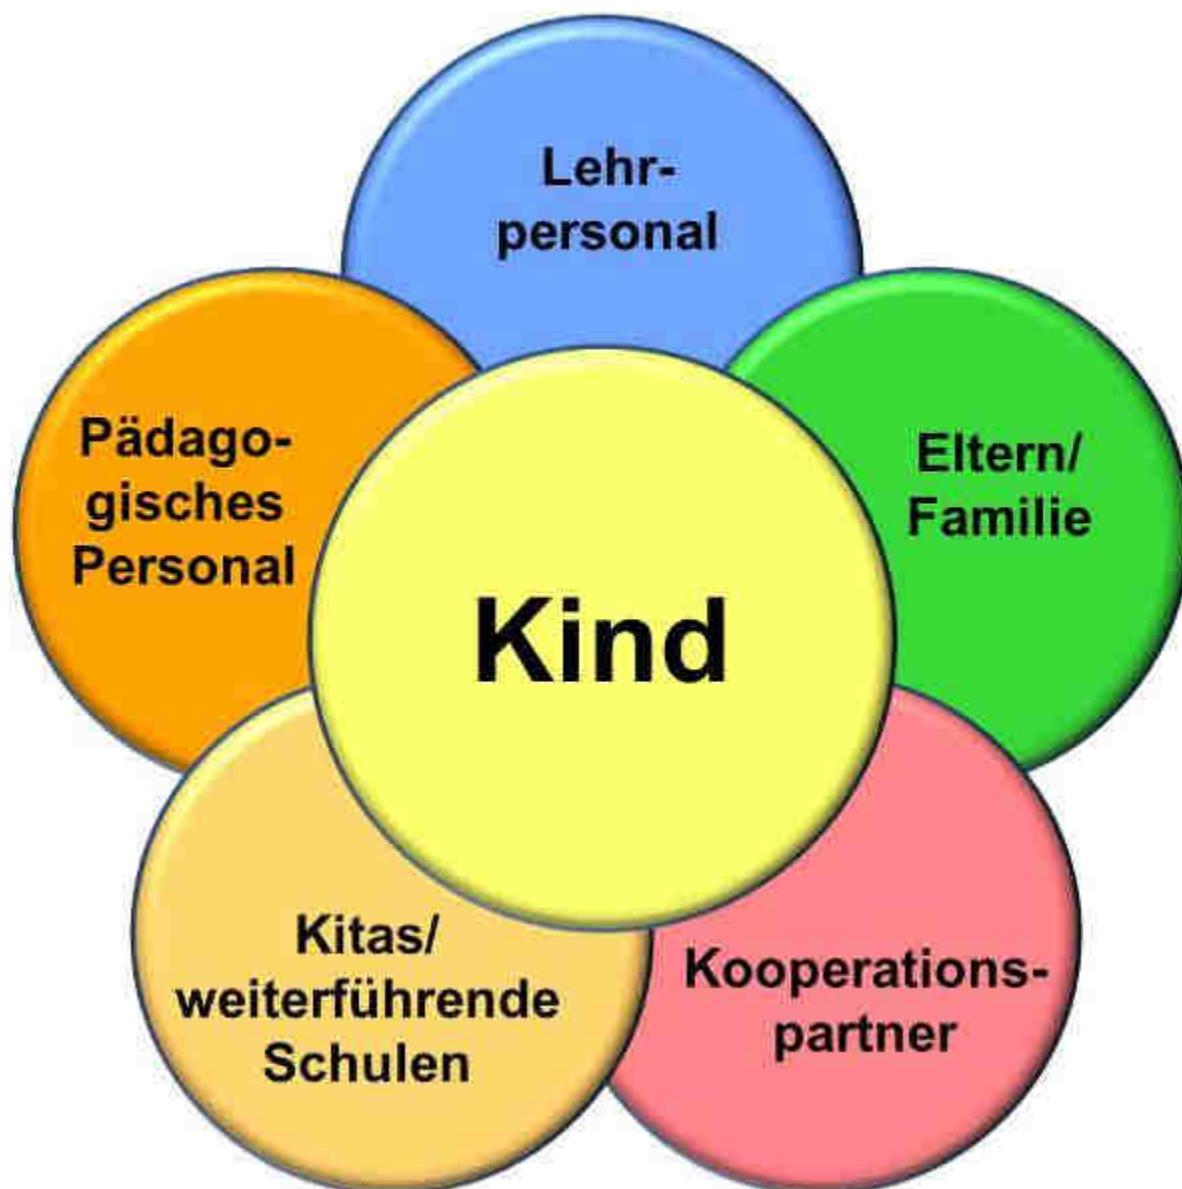 Lehr-
personal
Pädago-
gisches
Personal
Eltern/
Familie
Kind
Kitas/
weiterführende
Schulen
Kooperations-
partner